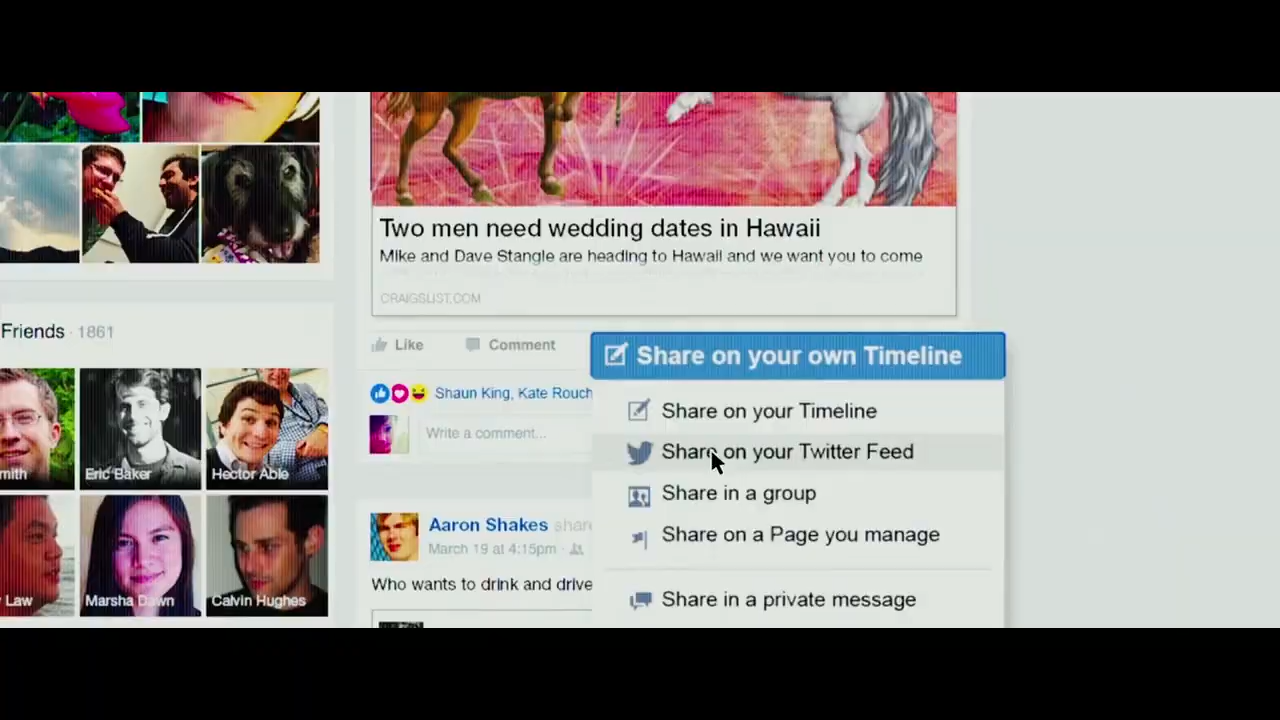 Two men need wedding dates in Hawaii
Mike and Dave Stangle are heading to Hawaii and we want you to come
CRAIGSLIST.COM
Friends · 1861
Like
Comment
Share on your own Timeline
Shaun King, Kate Rouch
Write a comment...
Share on your Timeline
Share on your Twitter Feed
Share in a group
Share on a Page you manage
Share in a private message
mith
Eric Baker
Hector Able
Law
Marsha Dawn
Calvin Hughes
Aaron Shakes share
March 19 at 4:15pm ·
Who wants to drink and drive